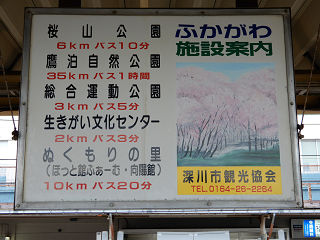 桜山公園
6kmバス10分
鷹泊自然公園
35kmバス1時間
総合運動公園
3kmバス5分
生きがい文化センター
2kmバス3分
ぬくもりの里
(ほっと館ふぁーむ・向陽館)
10kmバス20分
ふかがわ
施設案内
深川市観光協会
TEL.0164-26-2264